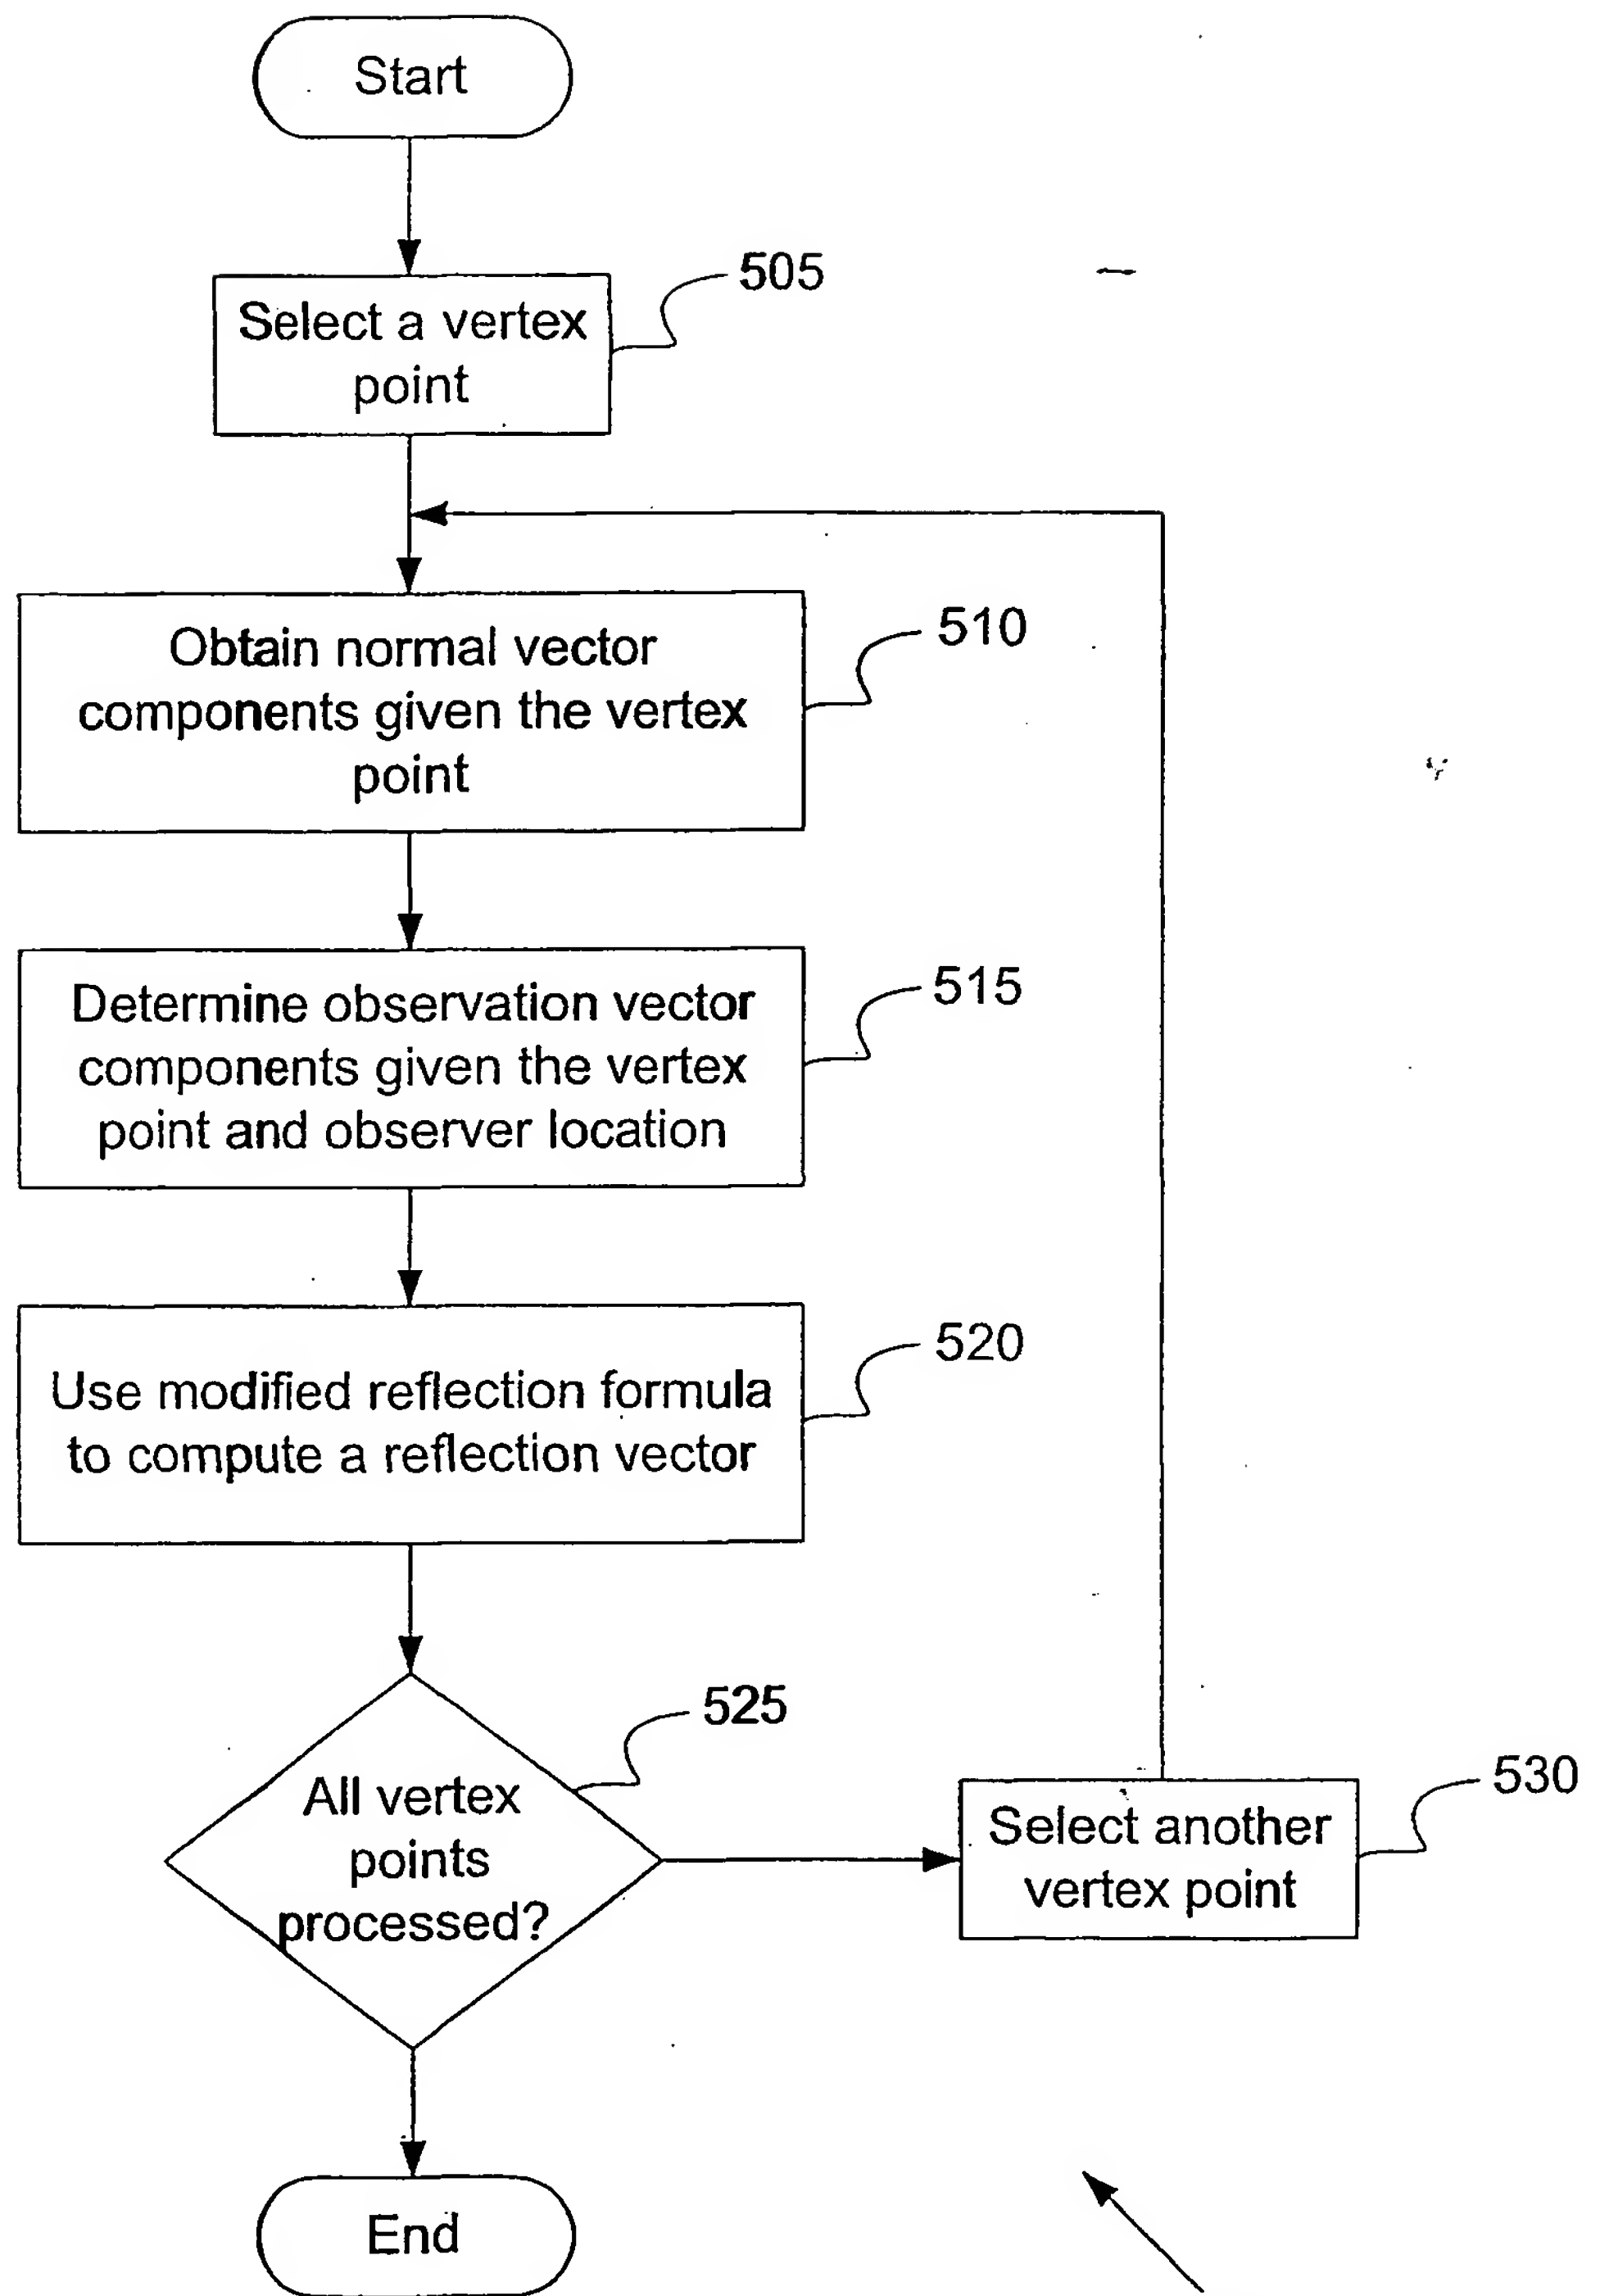 Start
505
Select a vertex
point
510
Obtain normal vector
components given the vertex
point
515
Determine observation vector
components given the vertex
point and observer location
520
Use modified reflection formula
to compute a reflection vector
525
All vertex
points
processed?
530
Select another
vertex point
End